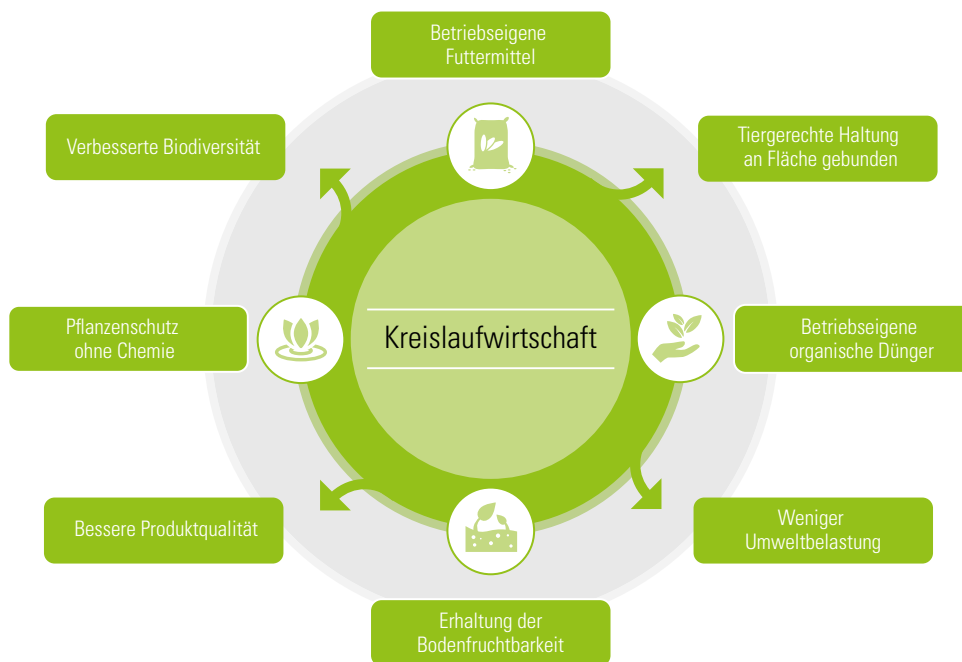 Betriebseigene
Futtermittel
Verbesserte Biodiversität
Tiergerechte Haltung
an Fläche gebunden
Pflanzenschutz
ohne Chemie
Kreislaufwirtschaft
Betriebseigene
organische Dünger
Bessere Produktqualität
Weniger
Umweltbelastung
Erhaltung der
Bodenfruchtbarkeit